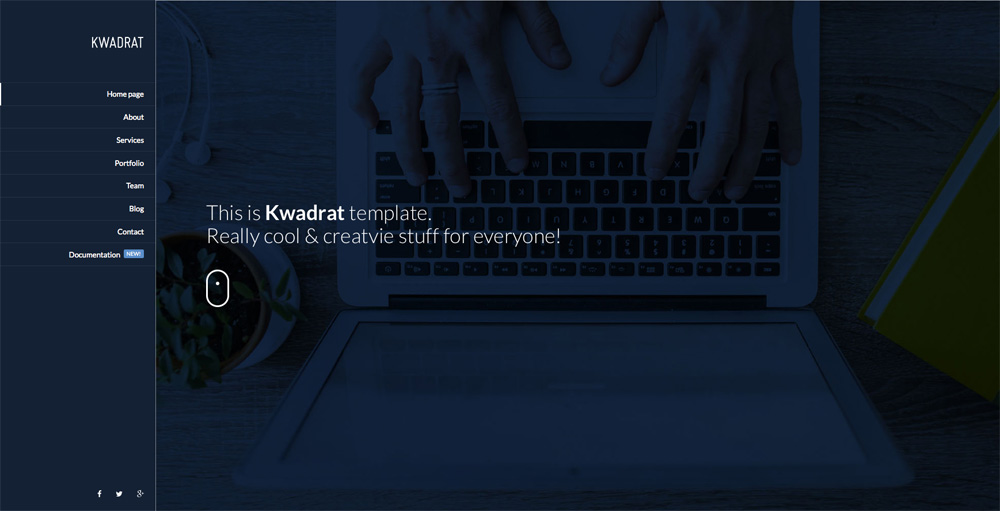 KWADRAT
Home page
About
Services
Portfolio
Team
Blog
Contact
Documentation NEW!
This is Kwadrat template.
Really cool & creatvie stuff for everyone!